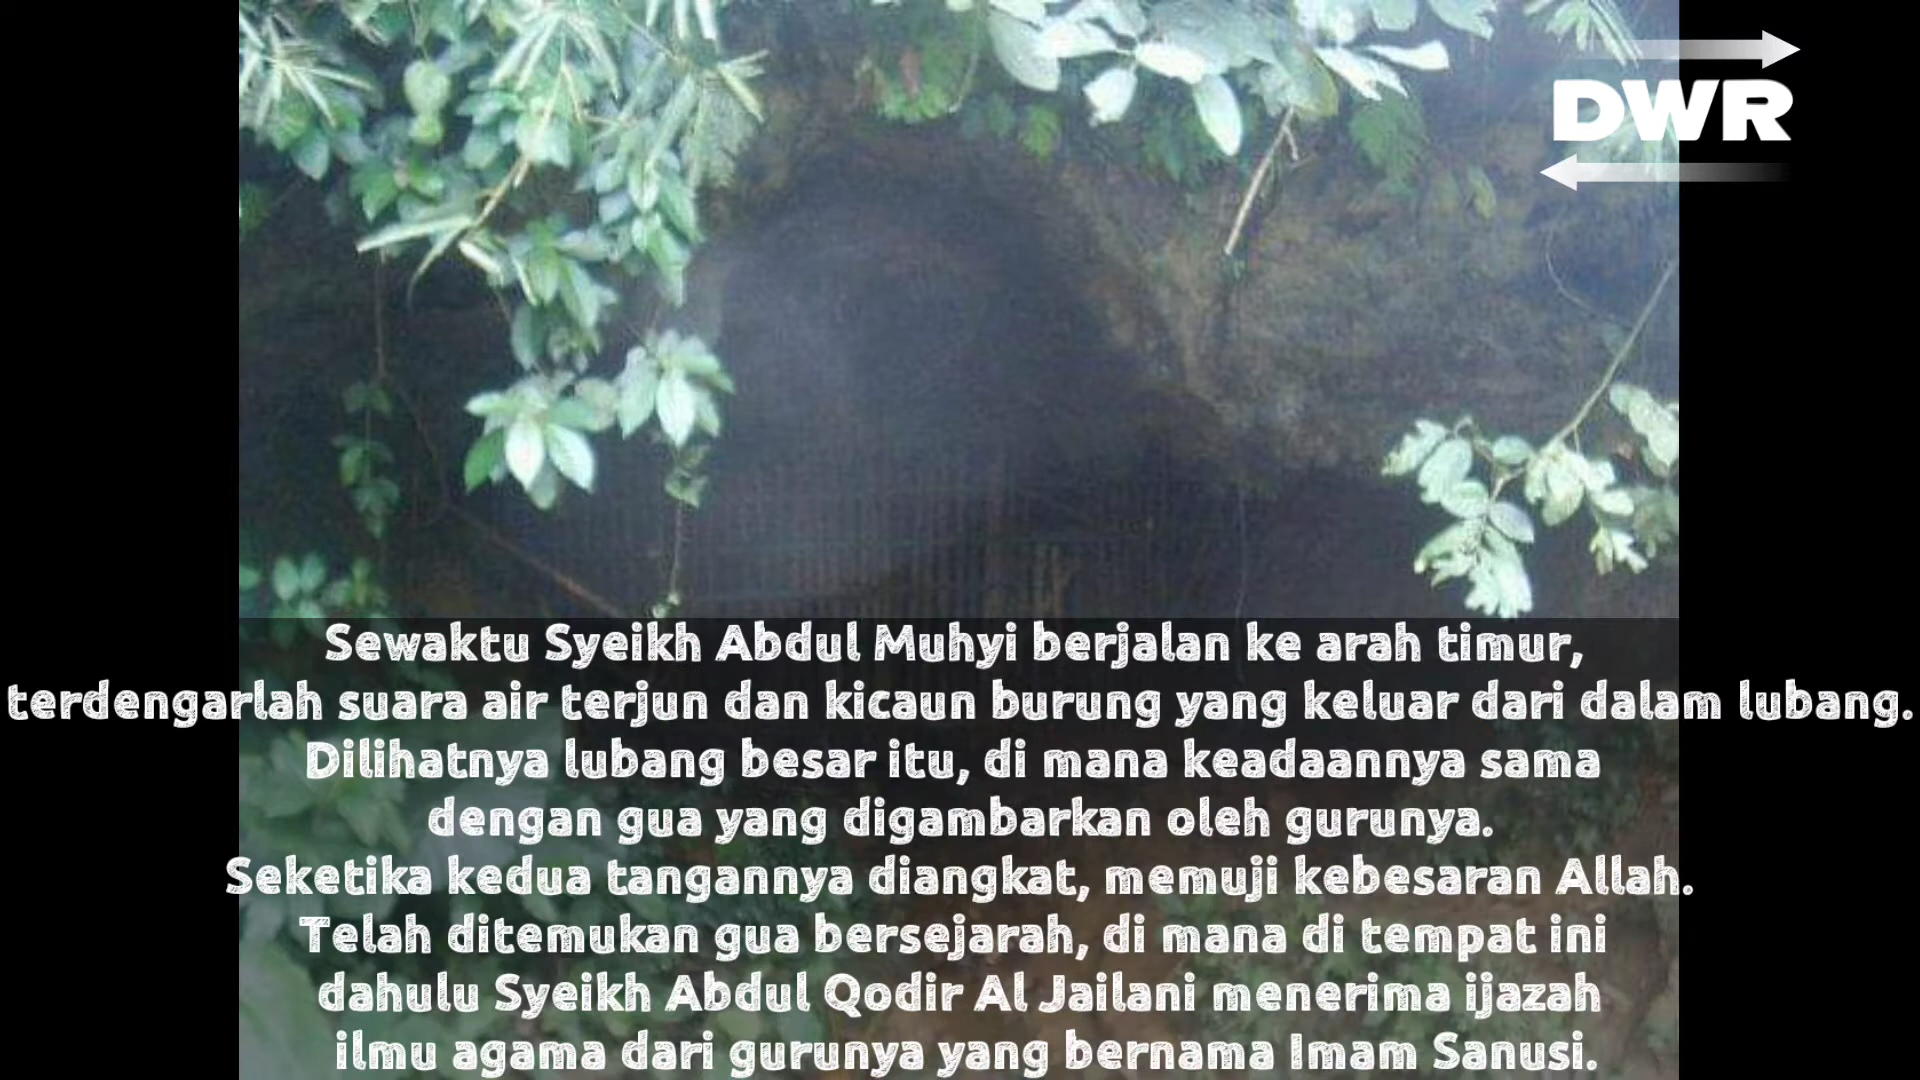 DWR
Sewaktu Syeikh Abdul Muhyi berjalan ke arah timur,
terdengarlah suara air terjun dan kicaun burung yang keluar dari dalam lubang.
Dilihatnya lubang besar itu, di mana keadaannya sama
dengan gua yang digambarkan oleh gurunya.
Seketika kedua tangannya diangkat, memuji kebesaran Allah.
Telah ditemukan gua bersejarah, di mana di tempat ini
dahulu Syeikh Abdul Qodir Al Jailani menerima ijazah
ilmu agama dari gurunya yang bernama Imam Sanusi.